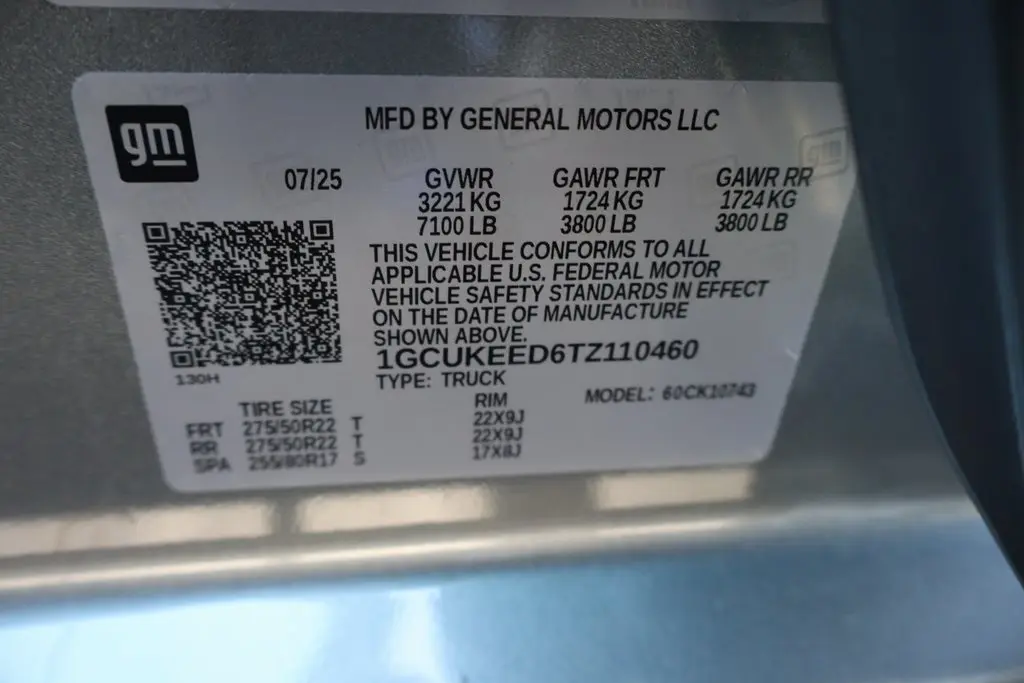 gm
MFD BY GENERAL MOTORS LLC
07/25 GVWR GAWR FRT GAWR RR
3221 KG 1724 KG 1724 KG
7100 LB 3800 LB 3800 LB
THIS VEHICLE CONFORMS TO ALL
APPLICABLE U.S. FEDERAL MOTOR
VEHICLE SAFETY STANDARDS IN EFFECT
ON THE DATE OF MANUFACTURE
SHOWN ABOVE.
1GCUKEED6TZ110460
130H
TYPE: TRUCK
MODEL: 60CK10743
TIRE SIZE RIM
FRT 275/50R22 T 22X9J
RR 275/50R22 T 22X9J
SPA 255/80R17 S 17X8J